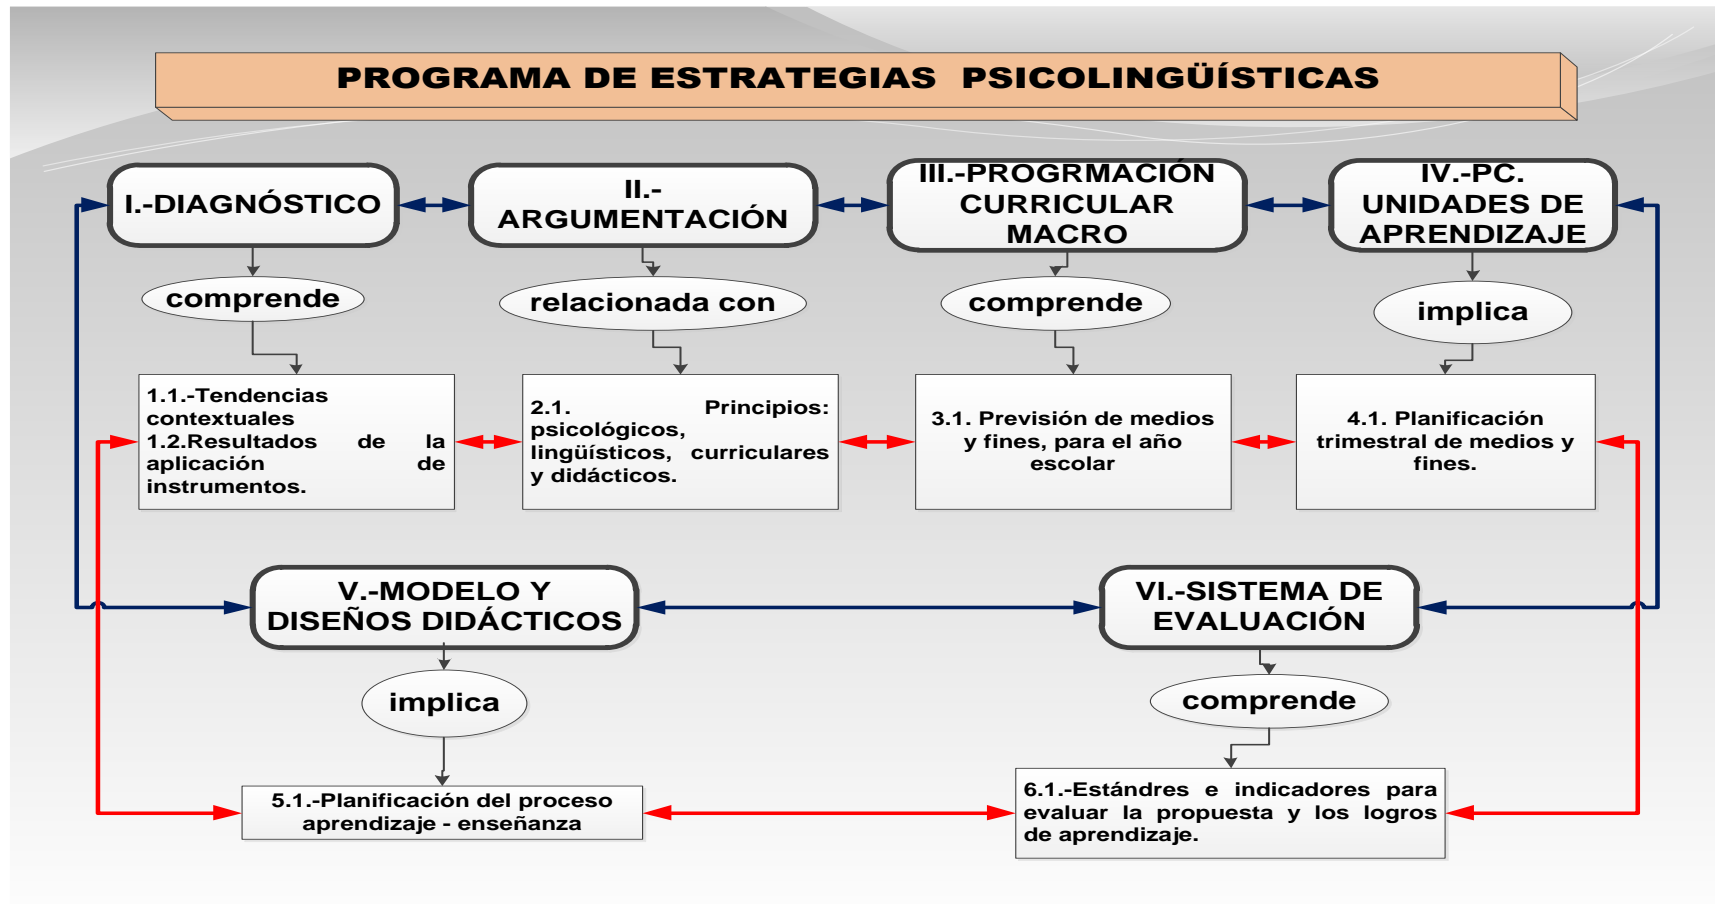 PROGRAMA DE ESTRATEGIAS PSICOLINGÜÍSTICAS
I.-DIAGNÓSTICO
II.-
ARGUMENTACIÓN
III.-PROGRMACIÓN
CURRICULAR
MACRO
IV.-PC.
UNIDADES DE
APRENDIZAJE
comprende
relacionada con
comprende
implica
1.1.-Tendencias
contextuales
1.2.Resultados de la
aplicación de
instrumentos.
2.1. Principios:
psicológicos,
lingüísticos, curriculares
y didácticos.
3.1. Previsión de medios
y fines, para el año
escolar
4.1. Planificación
trimestral de medios y
fines.
V.-MODELO Y
DISEÑOS DIDÁCTICOS
VI.-SISTEMA DE
EVALUACIÓN
implica
comprende
5.1.-Planificación del proceso
aprendizaje - enseñanza
6.1.-Estándres e indicadores para
evaluar la propuesta y los logros
de aprendizaje.